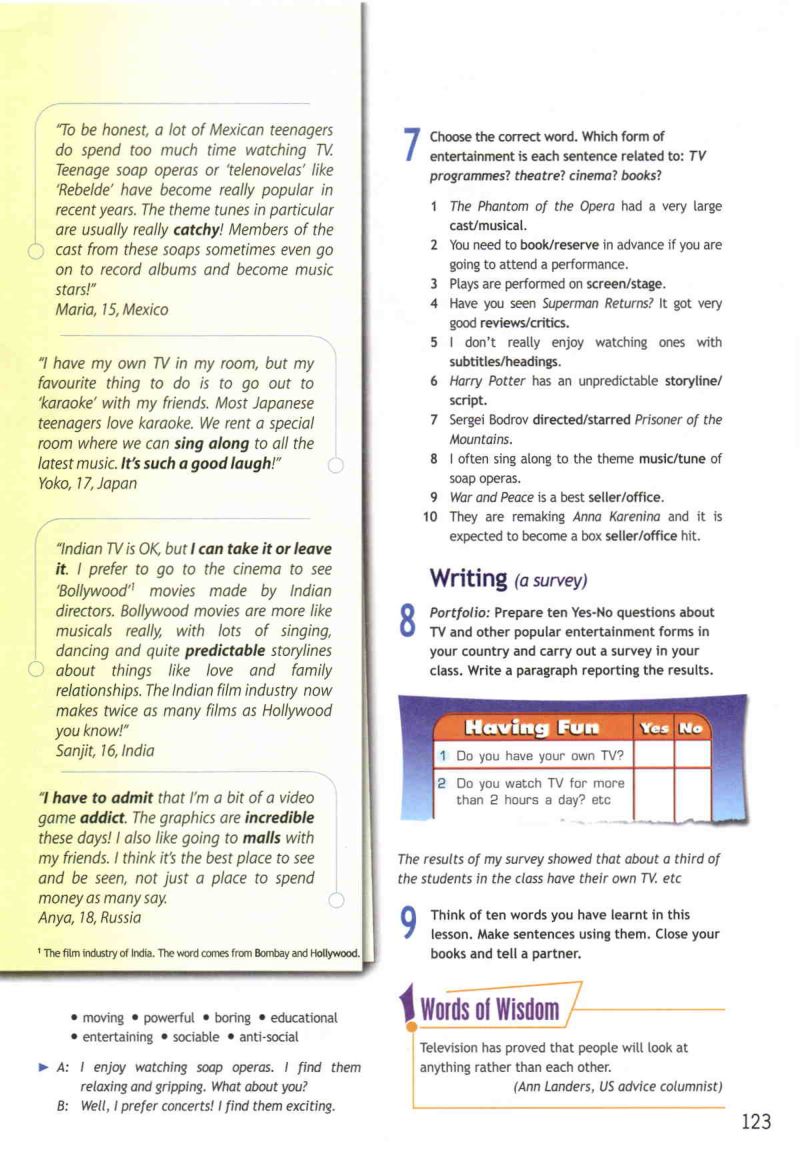 "To be honest, a lot of Mexican teenagers
do spend too much time watching TV.
Teenage soap operas or 'telenovelas' like
'Rebelde' have become really popular in
recent years. The theme tunes in particular
are usually really catchy! Members of the
cast from these soaps sometimes even go
on to record albums and become music
stars!"
Maria, 15, Mexico
"I have my own TV in my room, but my
favourite thing to do is to go out to
'karaoke' with my friends. Most Japanese
teenagers love karaoke. We rent a special
room where we can sing along to all the
latest music. It's such a good laugh!"
Yoko, 17, Japan
"Indian TV is OK, but I can take it or leave
it. I prefer to go to the cinema to see
'Bollywood'¹ movies made by Indian
directors. Bollywood movies are more like
musicals really, with lots of singing,
dancing and quite predictable storylines
about things like love and family
relationships. The Indian film industry now
makes twice as many films as Hollywood
you know!"
Sanjit, 16, India
"I have to admit that I'm a bit of a video
game addict. The graphics are incredible
these days! I also like going to malls with
my friends. I think it's the best place to see
and be seen, not just a place to spend
money as many say.
Anya, 18, Russia
¹ The film industry of India. The word comes from Bombay and Hollywood.
• moving • powerful • boring • educational
• entertaining • sociable • anti-social
▶ A: I enjoy watching soap operas. I find them
relaxing and gripping. What about you?
B: Well, I prefer concerts! I find them exciting.
7 Choose the correct word. Which form of
entertainment is each sentence related to: TV
programmes? theatre? cinema? books?
1 The Phantom of the Opera had a very large
cast/musical.
2 You need to book/reserve in advance if you are
going to attend a performance.
3 Plays are performed on screen/stage.
4 Have you seen Superman Returns? It got very
good reviews/critics.
5 I don't really enjoy watching ones with
subtitles/headings.
6 Harry Potter has an unpredictable storyline/
script.
7 Sergei Bodrov directed/starred Prisoner of the
Mountains.
8 I often sing along to the theme music/tune of
soap operas.
9 War and Peace is a best seller/office.
10 They are remaking Anna Karenina and it is
expected to become a box seller/office hit.
Writing (a survey)
8 Portfolio: Prepare ten Yes-No questions about
TV and other popular entertainment forms in
your country and carry out a survey in your
class. Write a paragraph reporting the results.
Having Fun Yes No
1 Do you have your own TV?
2 Do you watch TV for more
than 2 hours a day? etc
The results of my survey showed that about a third of
the students in the class have their own TV. etc
9 Think of ten words you have learnt in this
lesson. Make sentences using them. Close your
books and tell a partner.
! Words of Wisdom
Television has proved that people will look at
anything rather than each other.
(Ann Landers, US advice columnist)
123